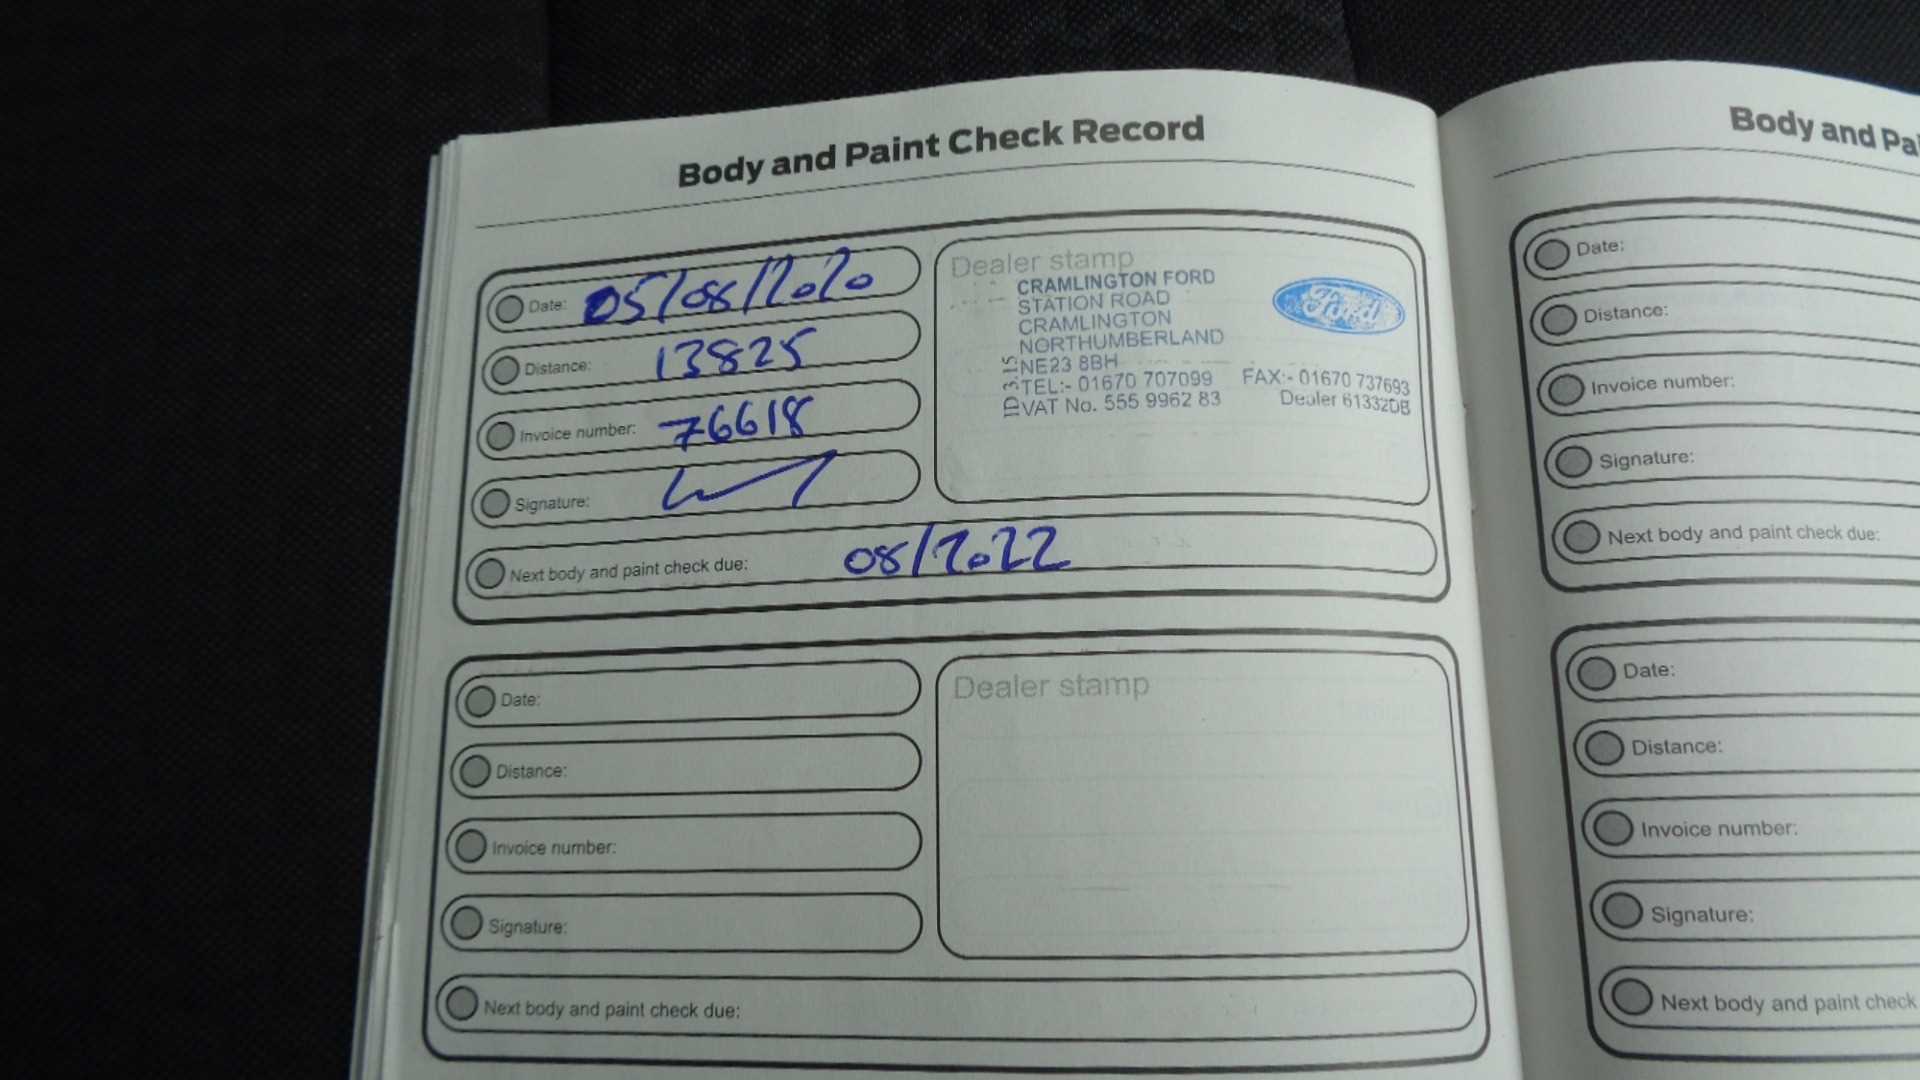 Body and Paint Check Record
Date: 05/08/2020
Distance: 13825
Invoice number: 76618
Signature:
Next body and paint check due: 08/2022
Dealer stamp
CRAMLINGTON FORD
STATION ROAD
CRAMLINGTON
NORTHUMBERLAND
NE23 8BH
TEL:- 01670 707099 FAX:- 01670 737693
VAT No. 555 9962 83 Dealer 61332DB
Ford
Date:
Distance:
Invoice number:
Signature:
Next body and paint check due:
Dealer stamp
Body and Pa
Date:
Distance:
Invoice number:
Signature:
Next body and paint check due:
Date:
Distance:
Invoice number:
Signature:
Next body and paint check